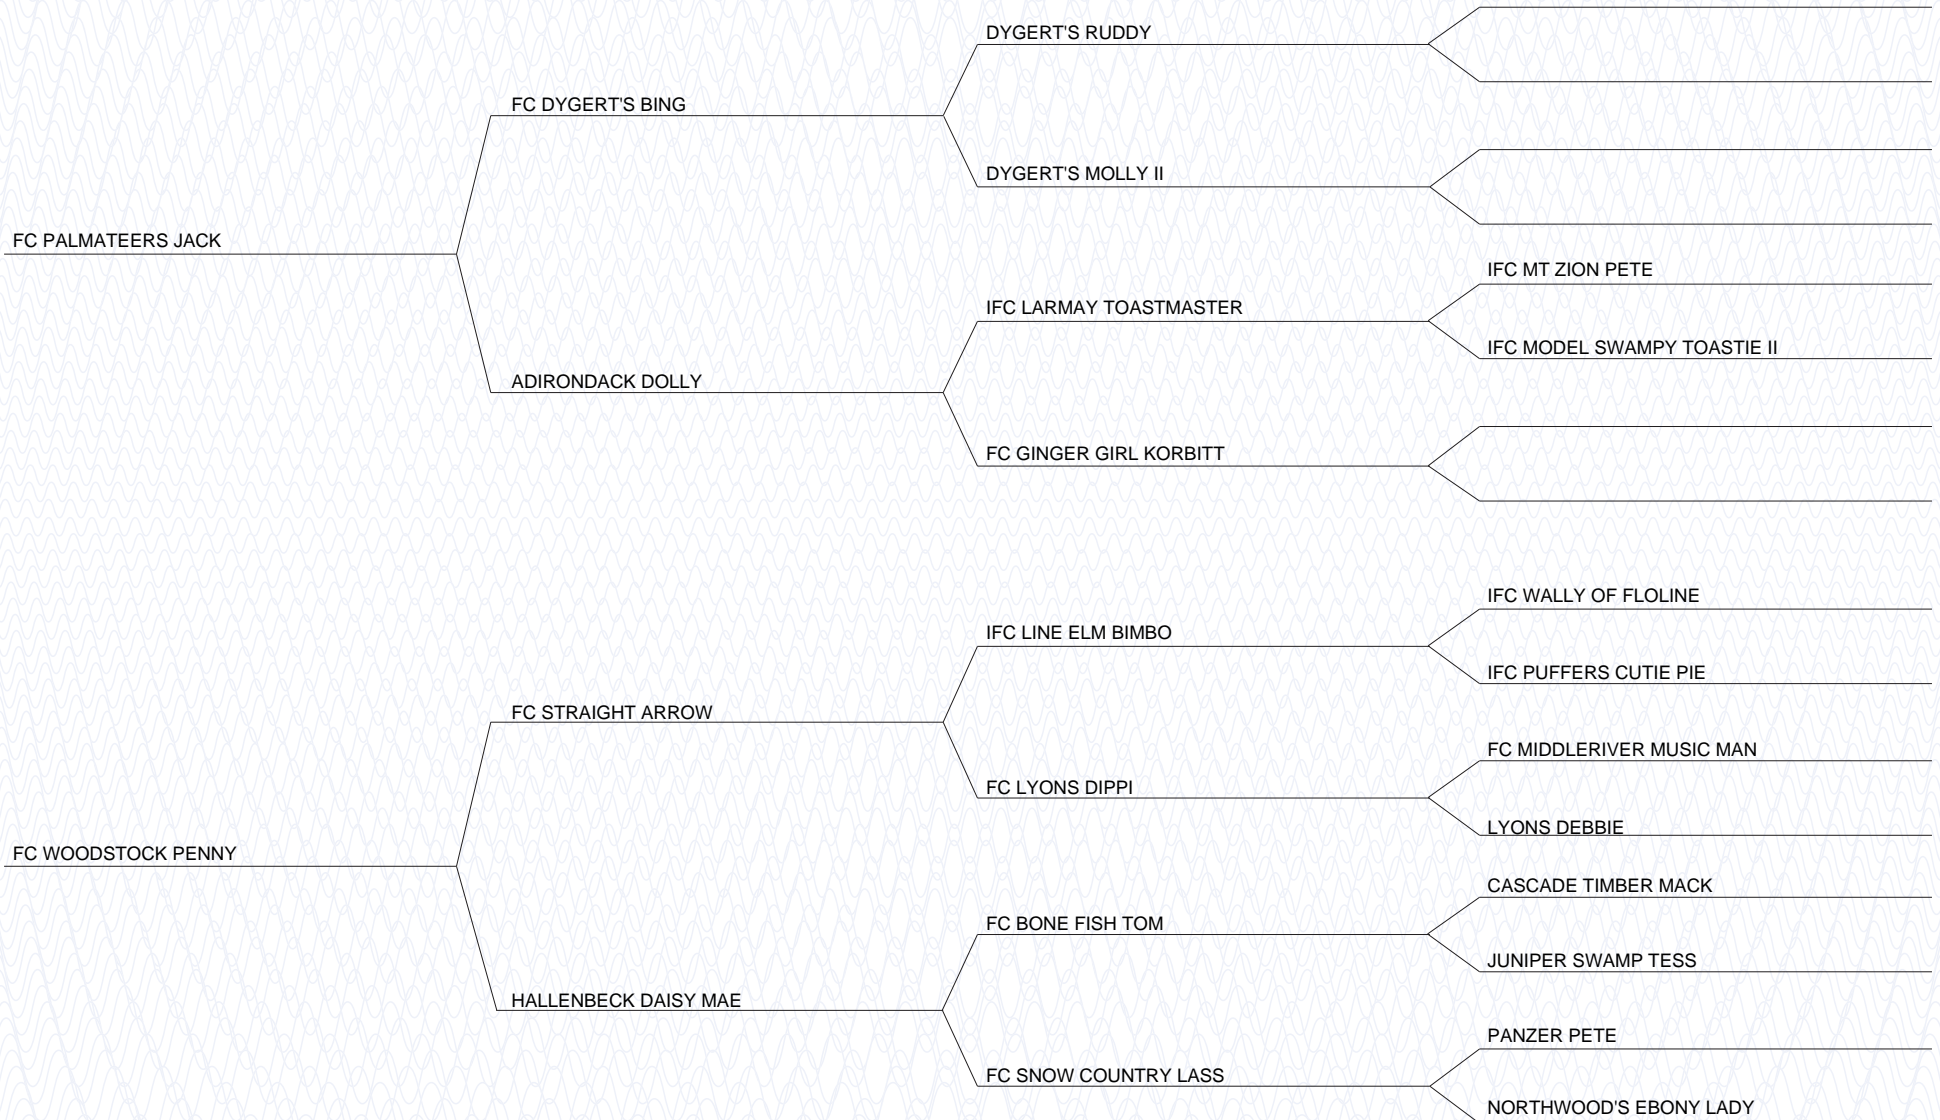 DYGERT'S RUDDY
FC DYGERT'S BING
DYGERT'S MOLLY II
FC PALMATEERS JACK
IFC MT ZION PETE
IFC LARMAY TOASTMASTER
IFC MODEL SWAMPY TOASTIE II
ADIRONDACK DOLLY
FC GINGER GIRL KORBITT
IFC WALLY OF FLOLINE
IFC LINE ELM BIMBO
IFC PUFFERS CUTIE PIE
FC STRAIGHT ARROW
FC MIDDLERIVER MUSIC MAN
FC LYONS DIPPI
LYONS DEBBIE
FC WOODSTOCK PENNY
CASCADE TIMBER MACK
FC BONE FISH TOM
JUNIPER SWAMP TESS
HALLENBECK DAISY MAE
PANZER PETE
FC SNOW COUNTRY LASS
NORTHWOOD'S EBONY LADY